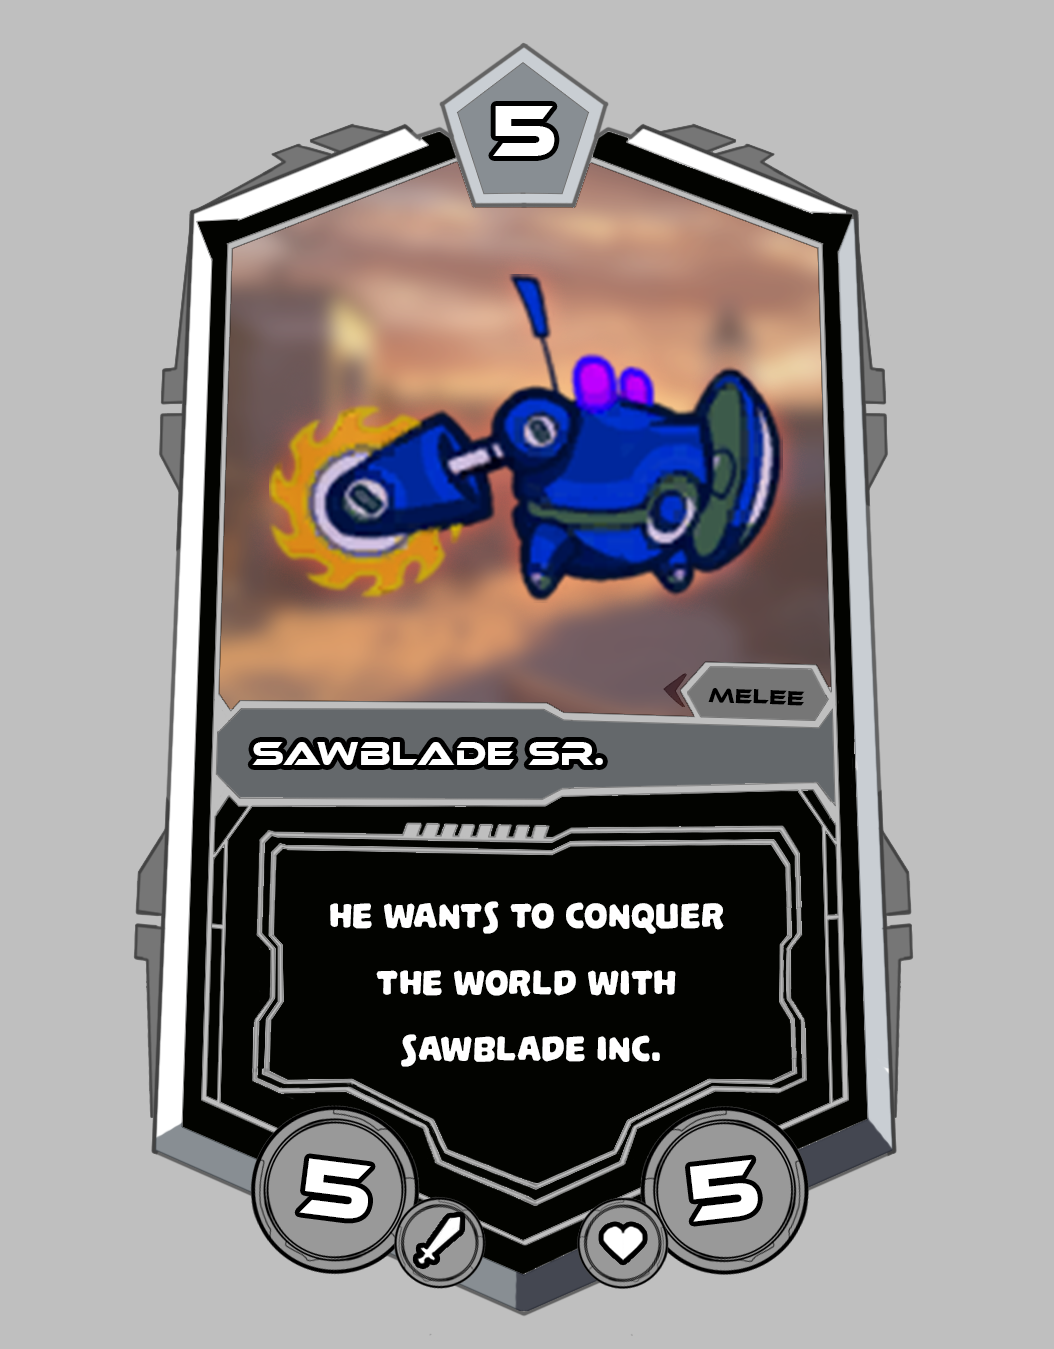 5
MELEE
SAWBLADE SR.
HE WANTS TO CONQUER
THE WORLD WITH
SAWBLADE INC.
5
5